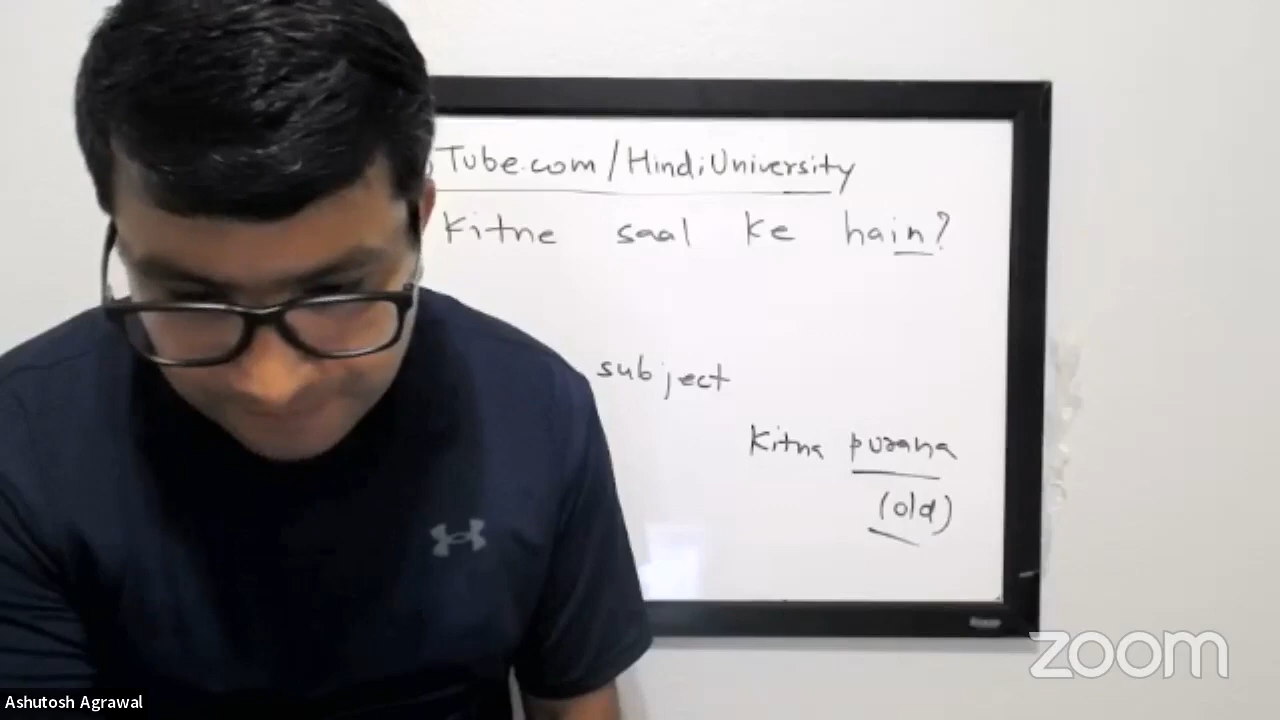 Tube.com/HindiUniversity
Kitne saal ke hain?
subject
Kitna purana
(old)
zoom
Ashutosh Agrawal